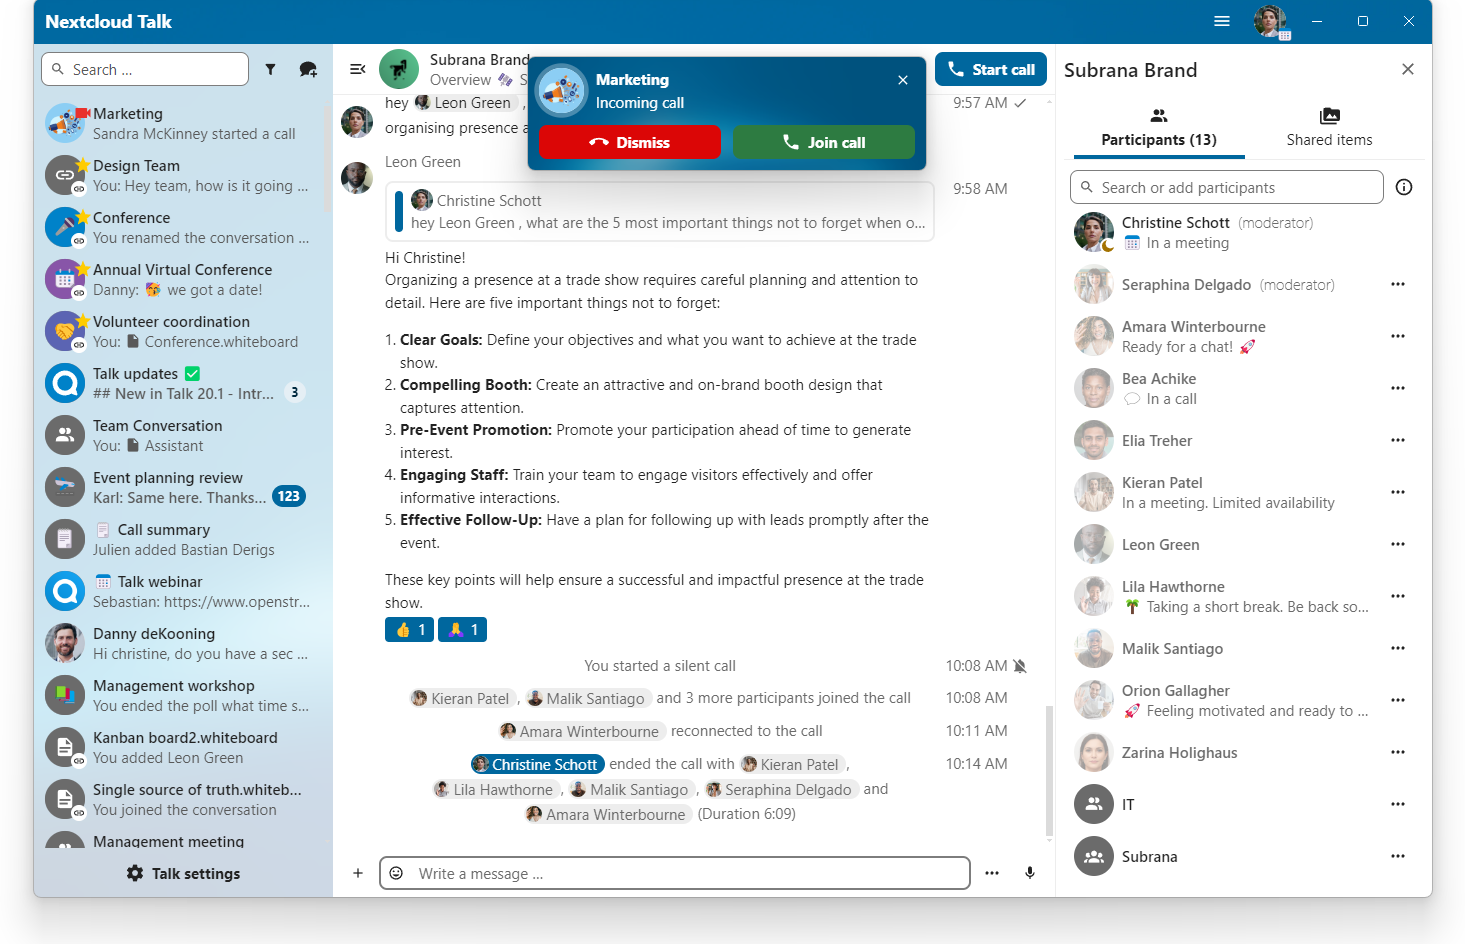 Nextcloud Talk
Search ...
Marketing
Sandra McKinney started a call
Design Team
You: Hey team, how is it going ...
Conference
You renamed the conversation ...
Annual Virtual Conference
Danny: 🎉 we got a date!
Volunteer coordination
You: Conference.whiteboard
Talk updates ✅
## New in Talk 20.1 - Intr...
3
Team Conversation
You: Assistant
Event planning review
Karl: Same here. Thanks...
123
Call summary
Julien added Bastian Derigs
Talk webinar
Sebastian: https://www.openstr...
Danny deKooning
Hi christine, do you have a sec ...
Management workshop
You ended the poll what time s...
Kanban board2.whiteboard
You added Leon Green
Single source of truth.whiteb...
You joined the conversation
Management meeting
Talk settings
Subrana Brand
Overview
Start call
Marketing
Incoming call
Dismiss
Join call
hey Leon Green ,
9:57 AM
organising presence a
Leon Green
9:58 AM
Christine Schott
hey Leon Green , what are the 5 most important things not to forget when o...
Hi Christine!
Organizing a presence at a trade show requires careful planning and attention to
detail. Here are five important things not to forget:
1. Clear Goals: Define your objectives and what you want to achieve at the trade
show.
2. Compelling Booth: Create an attractive and on-brand booth design that
captures attention.
3. Pre-Event Promotion: Promote your participation ahead of time to generate
interest.
4. Engaging Staff: Train your team to engage visitors effectively and offer
informative interactions.
5. Effective Follow-Up: Have a plan for following up with leads promptly after the
event.
These key points will help ensure a successful and impactful presence at the trade
show.
👍 1 🙏 1
You started a silent call 10:08 AM
Kieran Patel , Malik Santiago and 3 more participants joined the call 10:08 AM
Amara Winterbourne reconnected to the call 10:11 AM
Christine Schott ended the call with Kieran Patel , 10:14 AM
Lila Hawthorne , Malik Santiago , Seraphina Delgado and
Amara Winterbourne (Duration 6:09)
Write a message ...
Subrana Brand
Participants (13)
Shared items
Search or add participants
Christine Schott (moderator)
In a meeting
Seraphina Delgado (moderator)
Amara Winterbourne
Ready for a chat! 🚀
Bea Achike
💬 In a call
Elia Treher
Kieran Patel
In a meeting. Limited availability
Leon Green
Lila Hawthorne
🌴 Taking a short break. Be back so...
Malik Santiago
Orion Gallagher
🚀 Feeling motivated and ready to ...
Zarina Holighaus
IT
Subrana